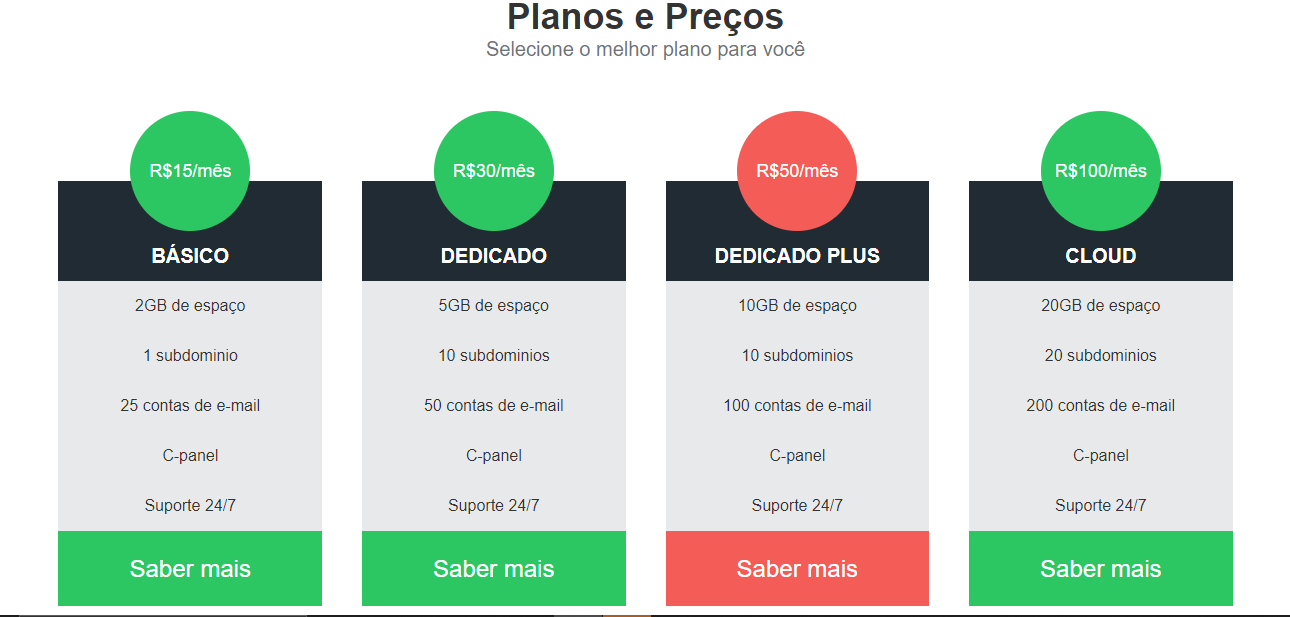 Planos e Preços
Selecione o melhor plano para você
R$15/mês
BÁSICO
2GB de espaço
1 subdominio
25 contas de e-mail
C-panel
Suporte 24/7
Saber mais
R$30/mês
DEDICADO
5GB de espaço
10 subdominios
50 contas de e-mail
C-panel
Suporte 24/7
Saber mais
R$50/mês
DEDICADO PLUS
10GB de espaço
10 subdominios
100 contas de e-mail
C-panel
Suporte 24/7
Saber mais
R$100/mês
CLOUD
20GB de espaço
20 subdominios
200 contas de e-mail
C-panel
Suporte 24/7
Saber mais